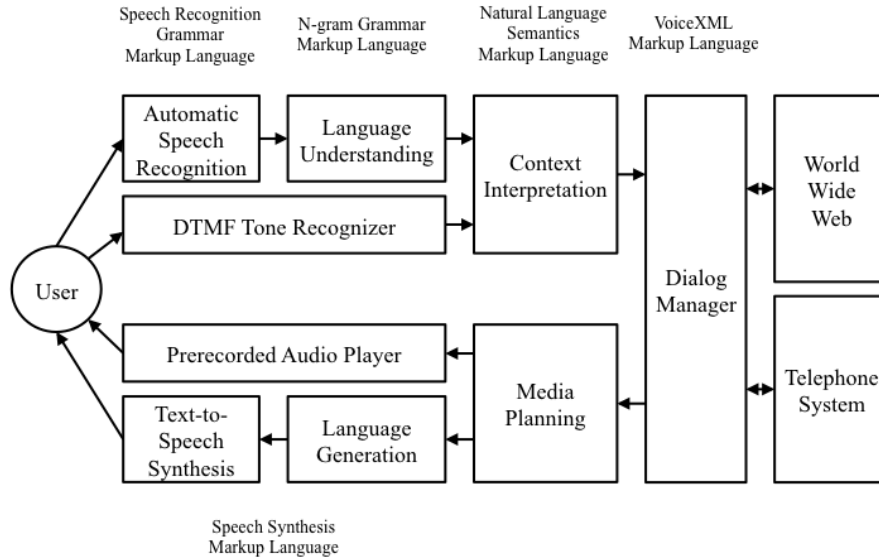 Speech Recognition
Grammar
Markup Language
N-gram Grammar
Markup Language
Natural Language
Semantics
Markup Language
VoiceXML
Markup Language
Automatic
Speech
Recognition
Language
Understanding
Context
Interpretation
DTMF Tone Recognizer
World
Wide
Web
User
Dialog
Manager
Prerecorded Audio Player
Media
Planning
Telephone
System
Text-to-
Speech
Synthesis
Language
Generation
Speech Synthesis
Markup Language